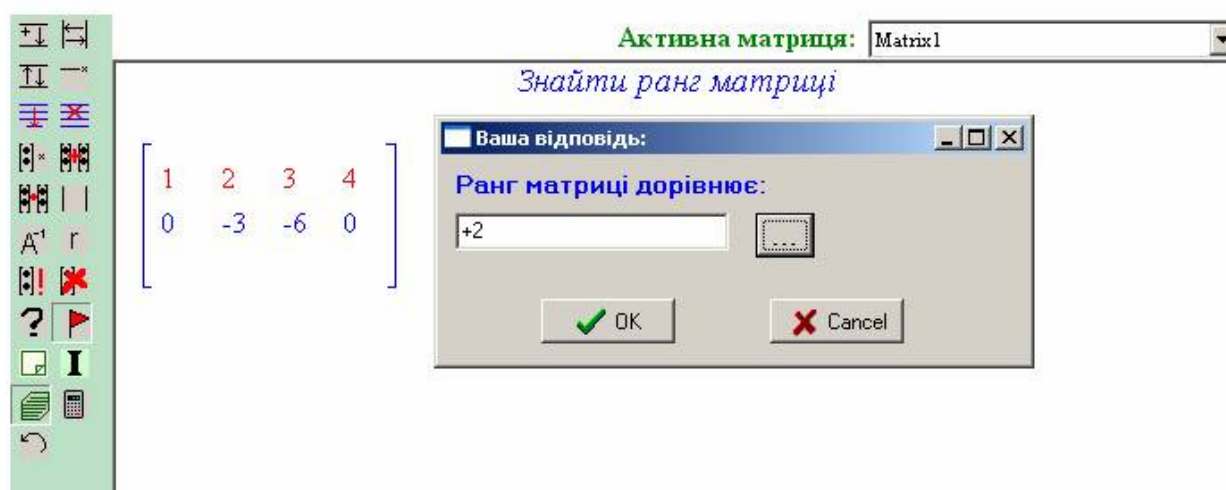 Активна матриця: Matrix1
Знайти ранг матриці
1 2 3 4
0 -3 -6 0
Ваша відповідь:
Ранг матриці дорівнює:
+2
...
OK Cancel
A⁻¹ r
?
I